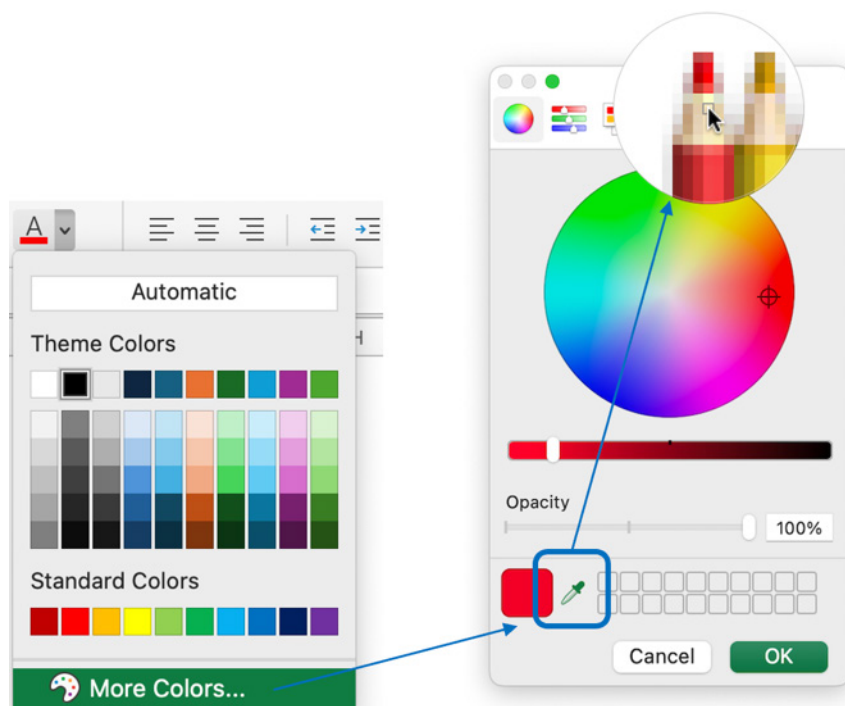 A
Automatic
H
Theme Colors
Standard Colors
More Colors...
Opacity
100%
Cancel
OK